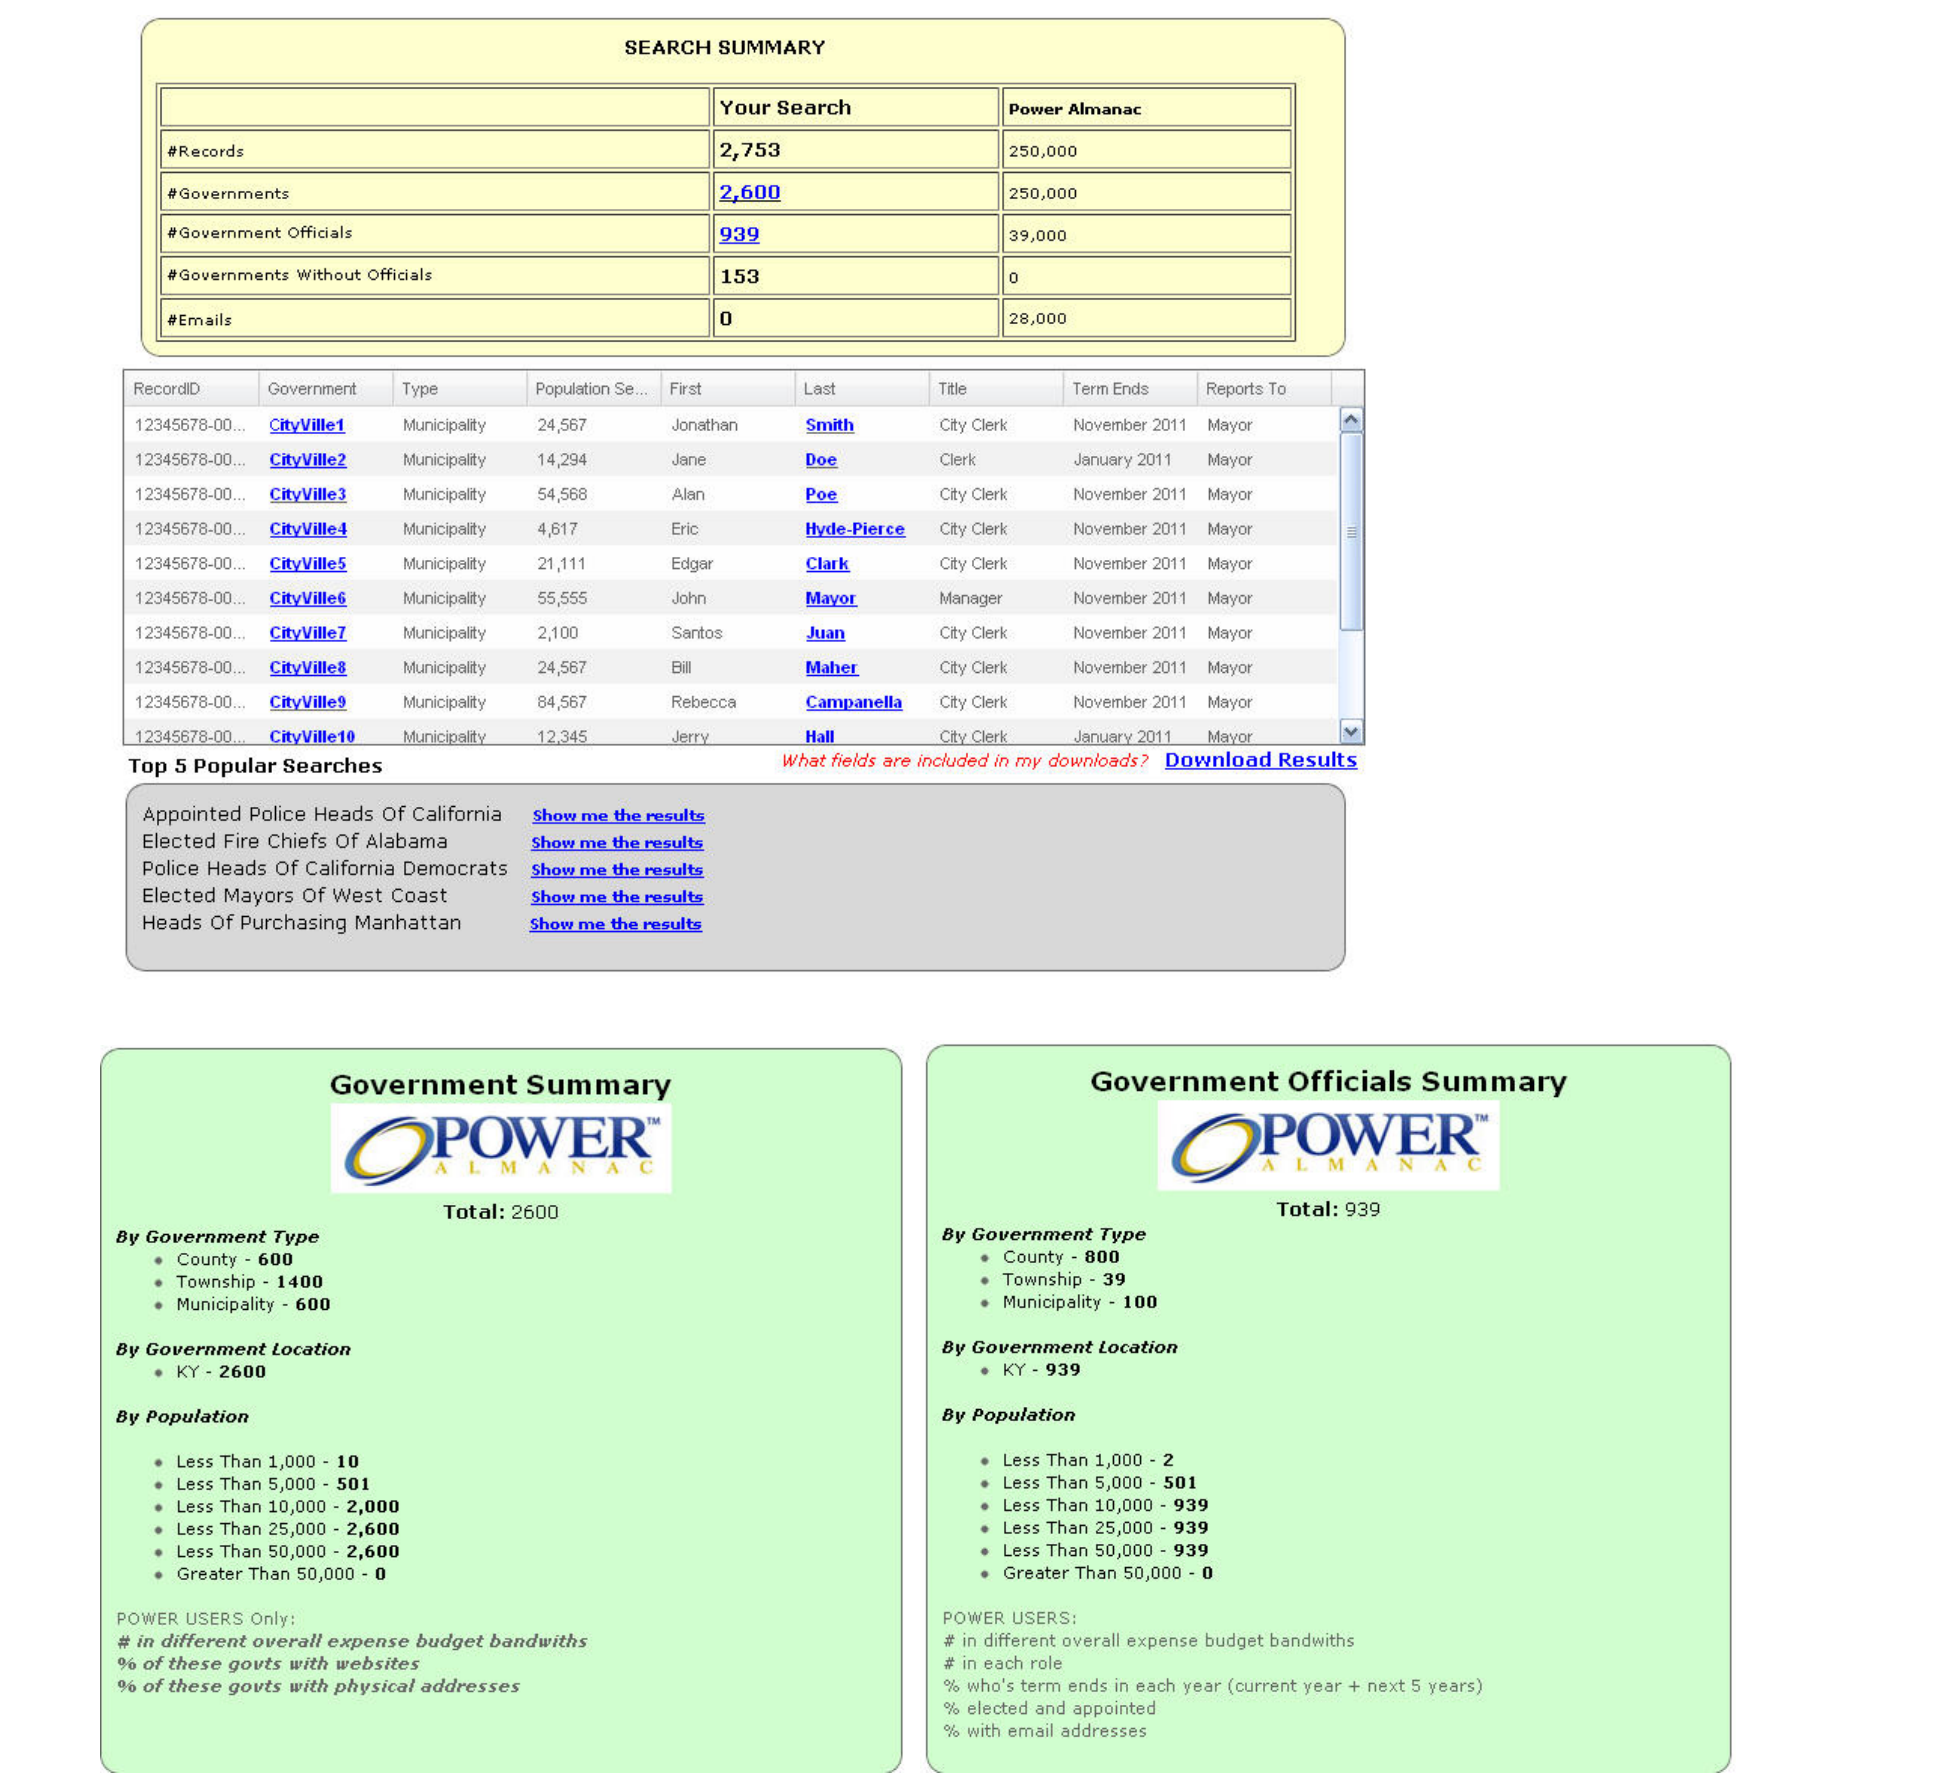 SEARCH SUMMARY
Your Search Power Almanac
#Records 2,753 250,000
#Governments 2,600 250,000
#Government Officials 939 39,000
#Governments Without Officials 153 0
#Emails 0 28,000
RecordID Government Type Population Se... First Last Title Term Ends Reports To
12345678-00... CityVille1 Municipality 24,567 Jonathan Smith City Clerk November 2011 Mayor
12345678-00... CityVille2 Municipality 14,294 Jane Doe Clerk January 2011 Mayor
12345678-00... CityVille3 Municipality 54,568 Alan Poe City Clerk November 2011 Mayor
12345678-00... CityVille4 Municipality 4,617 Eric Hyde-Pierce City Clerk November 2011 Mayor
12345678-00... CityVille5 Municipality 21,111 Edgar Clark City Clerk November 2011 Mayor
12345678-00... CityVille6 Municipality 55,555 John Mayor Manager November 2011 Mayor
12345678-00... CityVille7 Municipality 2,100 Santos Juan City Clerk November 2011 Mayor
12345678-00... CityVille8 Municipality 24,567 Bill Maher City Clerk November 2011 Mayor
12345678-00... CityVille9 Municipality 84,567 Rebecca Campanella City Clerk November 2011 Mayor
12345678-00... CityVille10 Municipality 12,345 Jerry Hall City Clerk January 2011 Mayor
Top 5 Popular Searches What fields are included in my downloads? Download Results
Appointed Police Heads Of California Show me the results
Elected Fire Chiefs Of Alabama Show me the results
Police Heads Of California Democrats Show me the results
Elected Mayors Of West Coast Show me the results
Heads Of Purchasing Manhattan Show me the results
Government Summary
POWER™
ALMANAC
Total: 2600
By Government Type
• County - 600
• Township - 1400
• Municipality - 600
By Government Location
• KY - 2600
By Population
• Less Than 1,000 - 10
• Less Than 5,000 - 501
• Less Than 10,000 - 2,000
• Less Than 25,000 - 2,600
• Less Than 50,000 - 2,600
• Greater Than 50,000 - 0
POWER USERS Only:
# in different overall expense budget bandwiths
% of these govts with websites
% of these govts with physical addresses
Government Officials Summary
POWER™
ALMANAC
Total: 939
By Government Type
• County - 800
• Township - 39
• Municipality - 100
By Government Location
• KY - 939
By Population
• Less Than 1,000 - 2
• Less Than 5,000 - 501
• Less Than 10,000 - 939
• Less Than 25,000 - 939
• Less Than 50,000 - 939
• Greater Than 50,000 - 0
POWER USERS:
# in different overall expense budget bandwiths
# in each role
% who's term ends in each year (current year + next 5 years)
% elected and appointed
% with email addresses